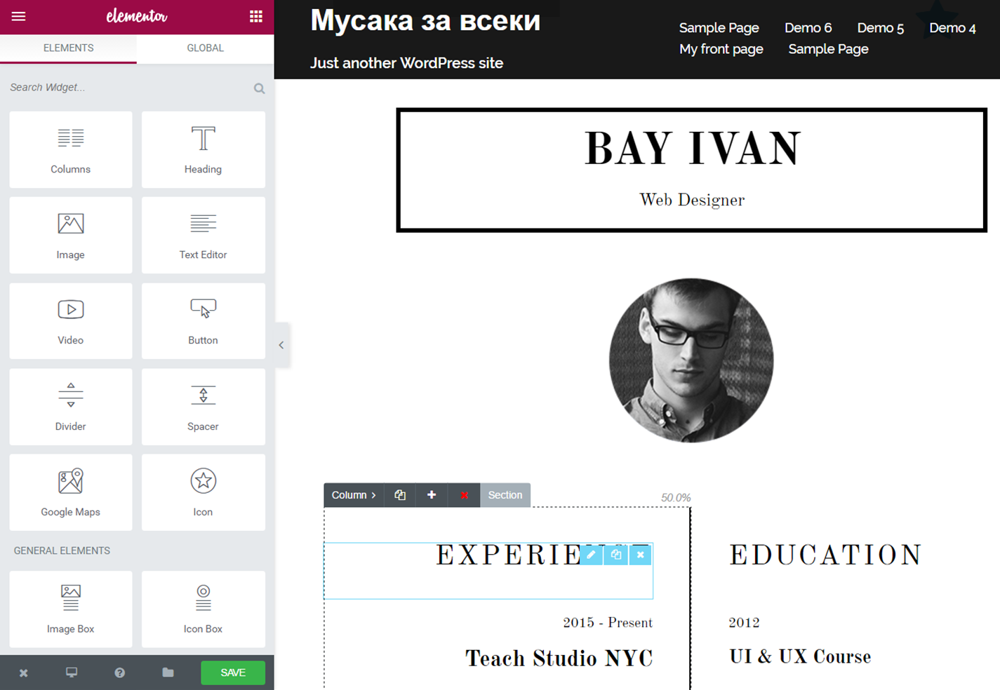 elementor
ELEMENTS
GLOBAL
Search Widget...
Columns
Heading
Image
Text Editor
Video
Button
Divider
Spacer
Google Maps
Icon
GENERAL ELEMENTS
Image Box
Icon Box
SAVE
Мусака за всеки
Just another WordPress site
Sample Page Demo 6 Demo 5 Demo 4
My front page Sample Page
BAY IVAN
Web Designer
Column
Section
50.0%
EXPERIENCE
2015 - Present
Teach Studio NYC
EDUCATION
2012
UI & UX Course